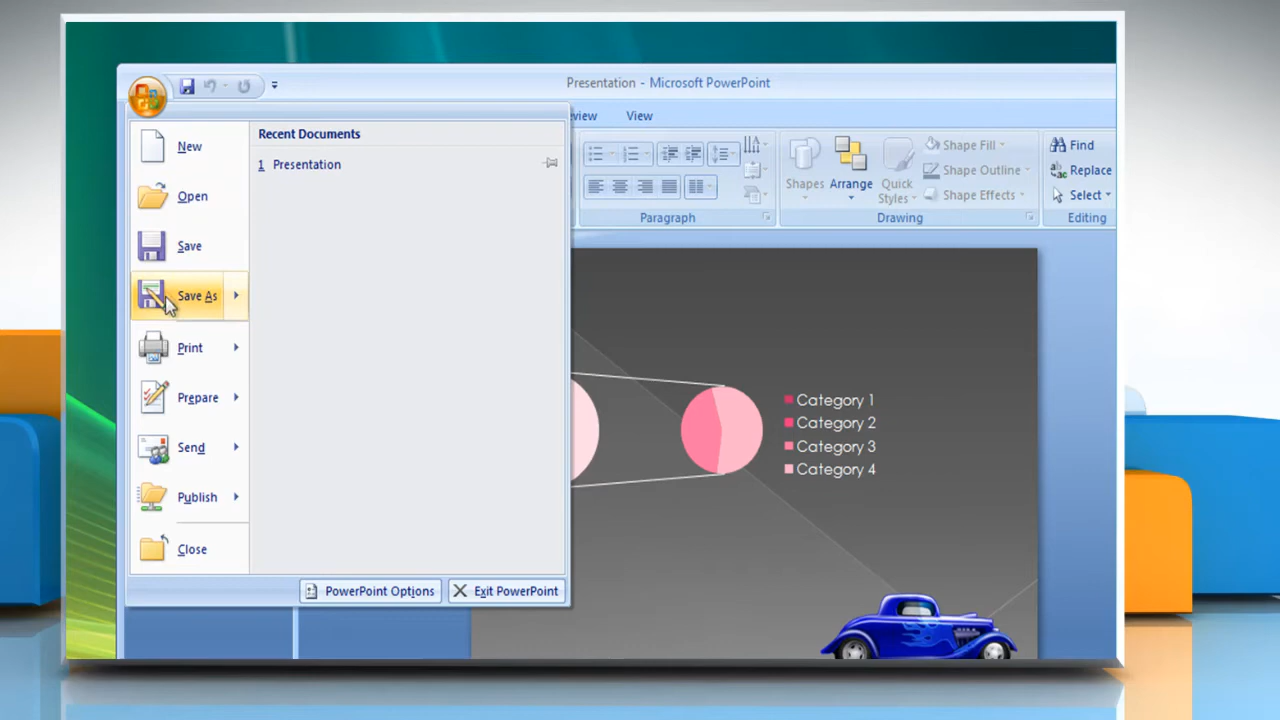 Presentation - Microsoft PowerPoint
View
New
Open
Save
Save As
Print
Prepare
Send
Publish
Close
Recent Documents
1 Presentation
PowerPoint Options
Exit PowerPoint
Paragraph
Shapes
Arrange
Quick
Styles
Shape Fill
Shape Outline
Shape Effects
Drawing
Find
Replace
Select
Editing
Category 1
Category 2
Category 3
Category 4